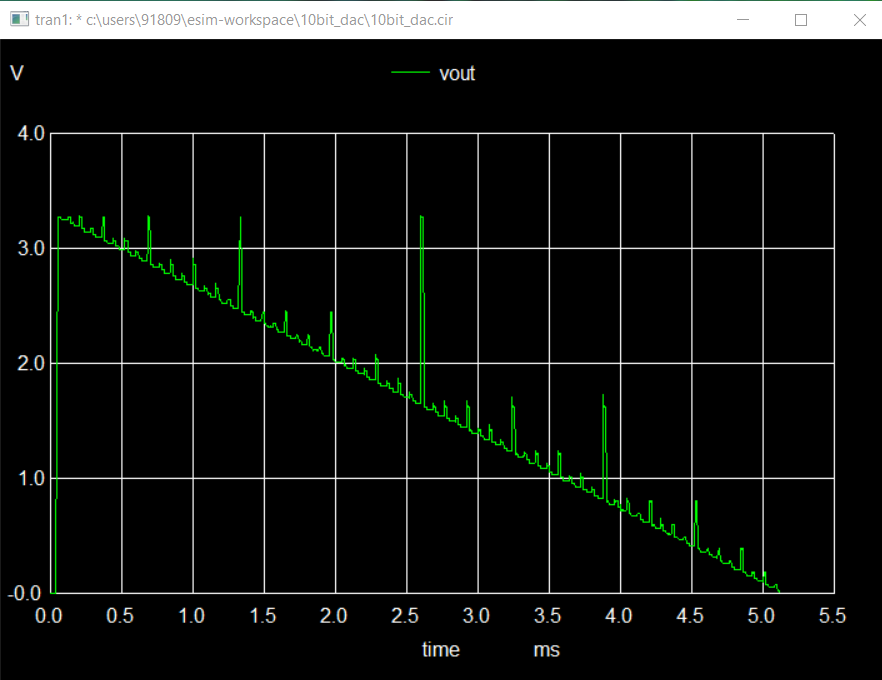 tran1: * c:\users\91809\esim-workspace\10bit_dac\10bit_dac.cir
V
vout
4.0
3.0
2.0
1.0
-0.0
0.0 0.5 1.0 1.5 2.0 2.5 3.0 3.5 4.0 4.5 5.0 5.5
time ms